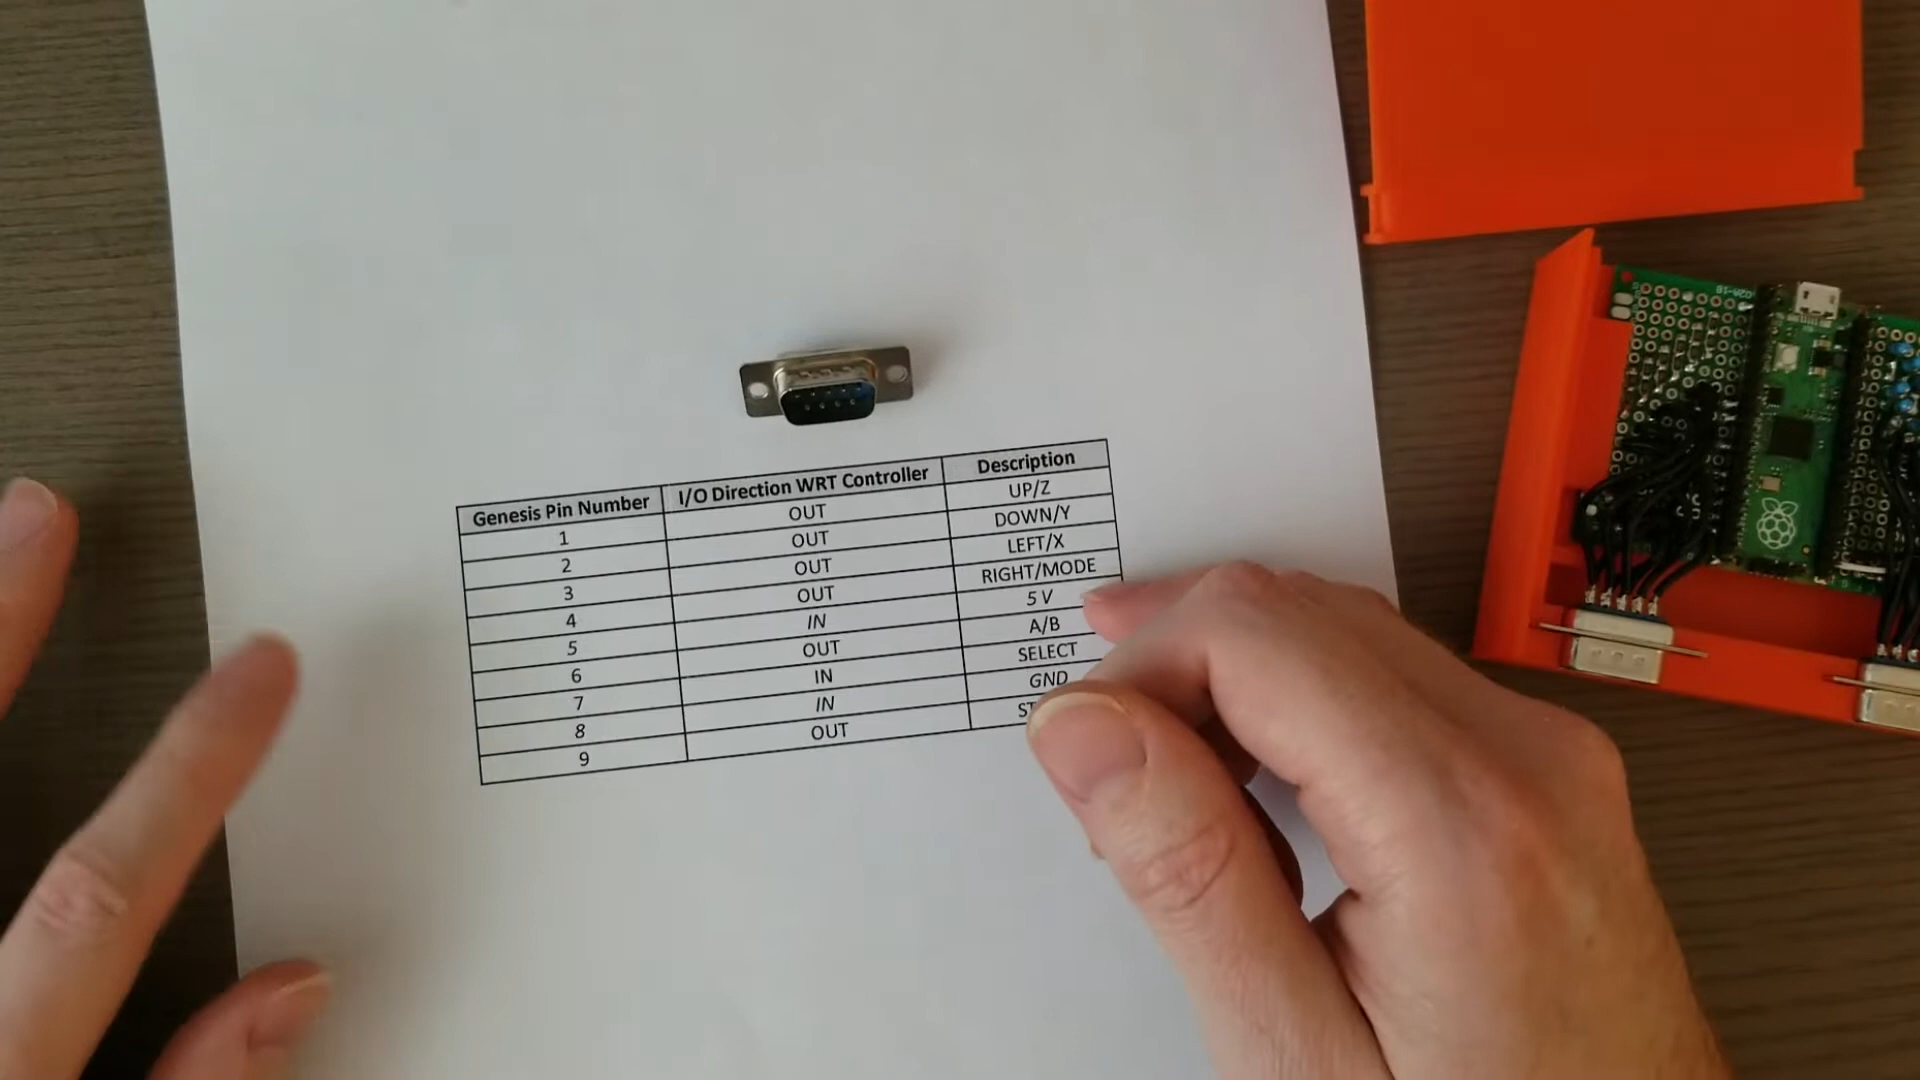 Genesis Pin Number I/O Direction WRT Controller Description
1 OUT UP/Z
2 OUT DOWN/Y
3 OUT LEFT/X
4 OUT RIGHT/MODE
5 IN 5 V
6 OUT A/B
7 IN SELECT
8 IN GND
9 OUT